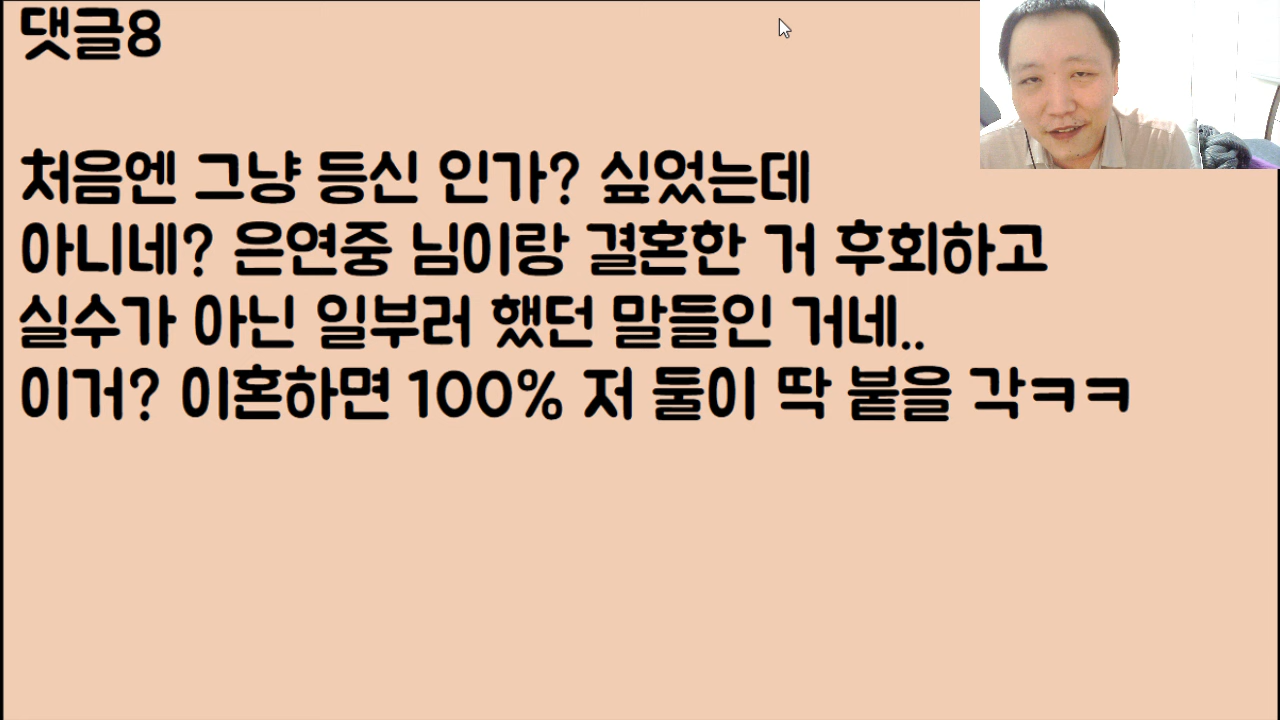 댓글8
처음엔 그냥 등신 인가? 싶었는데
아니네? 은연중 님이랑 결혼한 거 후회하고
실수가 아닌 일부러 했던 말들인 거네..
이거? 이혼하면 100% 저 둘이 딱 붙을 각ㅋㅋ